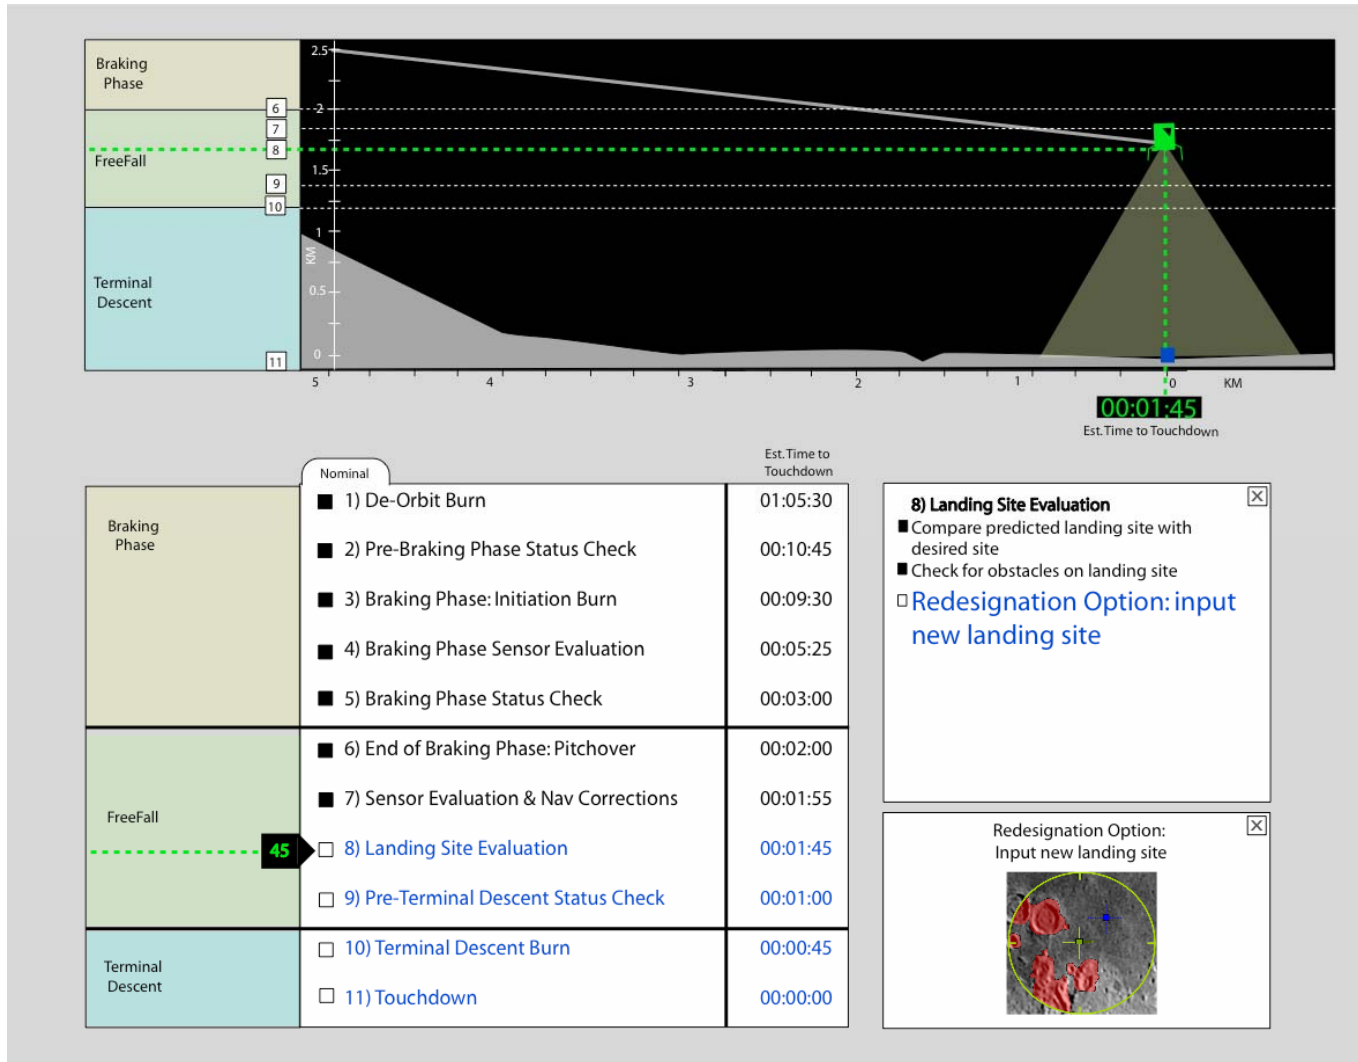 Braking
Phase
FreeFall
Terminal
Descent
6
7
8
9
10
11
2.5
2
1.5
1
KM
0.5
0
5
4
3
2
1
0
KM
00:01:45
Est. Time to Touchdown
Nominal
Est. Time to
Touchdown
Braking
Phase
1) De-Orbit Burn 01:05:30
2) Pre-Braking Phase Status Check 00:10:45
3) Braking Phase: Initiation Burn 00:09:30
4) Braking Phase Sensor Evaluation 00:05:25
5) Braking Phase Status Check 00:03:00
FreeFall
6) End of Braking Phase: Pitchover 00:02:00
7) Sensor Evaluation & Nav Corrections 00:01:55
45
8) Landing Site Evaluation 00:01:45
9) Pre-Terminal Descent Status Check 00:01:00
Terminal
Descent
10) Terminal Descent Burn 00:00:45
11) Touchdown 00:00:00
8) Landing Site Evaluation
Compare predicted landing site with
desired site
Check for obstacles on landing site
Redesignation Option: input
new landing site
Redesignation Option:
Input new landing site